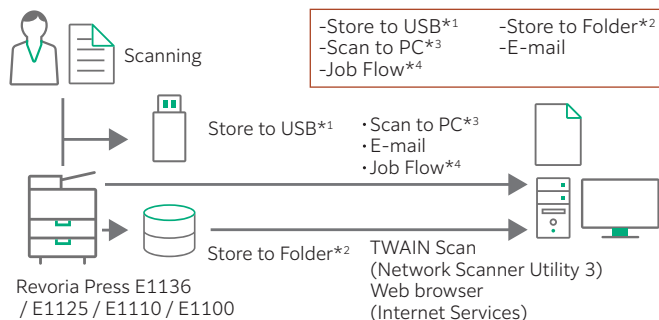 -Store to USB*1 -Store to Folder*2
-Scan to PC*3 -E-mail
-Job Flow*4
Scanning
Store to USB*1
・Scan to PC*3
・E-mail
・Job Flow*4
Store to Folder*2
TWAIN Scan
(Network Scanner Utility 3)
Web browser
(Internet Services)
Revoria Press E1136
/ E1125 / E1110 / E1100